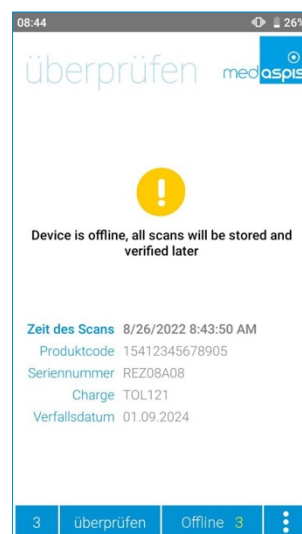 08:44 26%
überprüfen medaspis
Device is offline, all scans will be stored and
verified later
Zeit des Scans 8/26/2022 8:43:50 AM
Produktcode 15412345678905
Seriennummer REZ08A08
Charge TOL121
Verfallsdatum 01.09.2024
3 überprüfen Offline 3